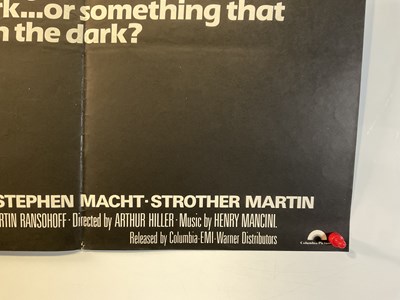 rk...or something that
n the dark?
STEPHEN MACHT · STROTHER MARTIN
RTIN RANSOHOFF · Directed by ARTHUR HILLER · Music by HENRY MANCINI.
Released by Columbia-EMI-Warner Distributors